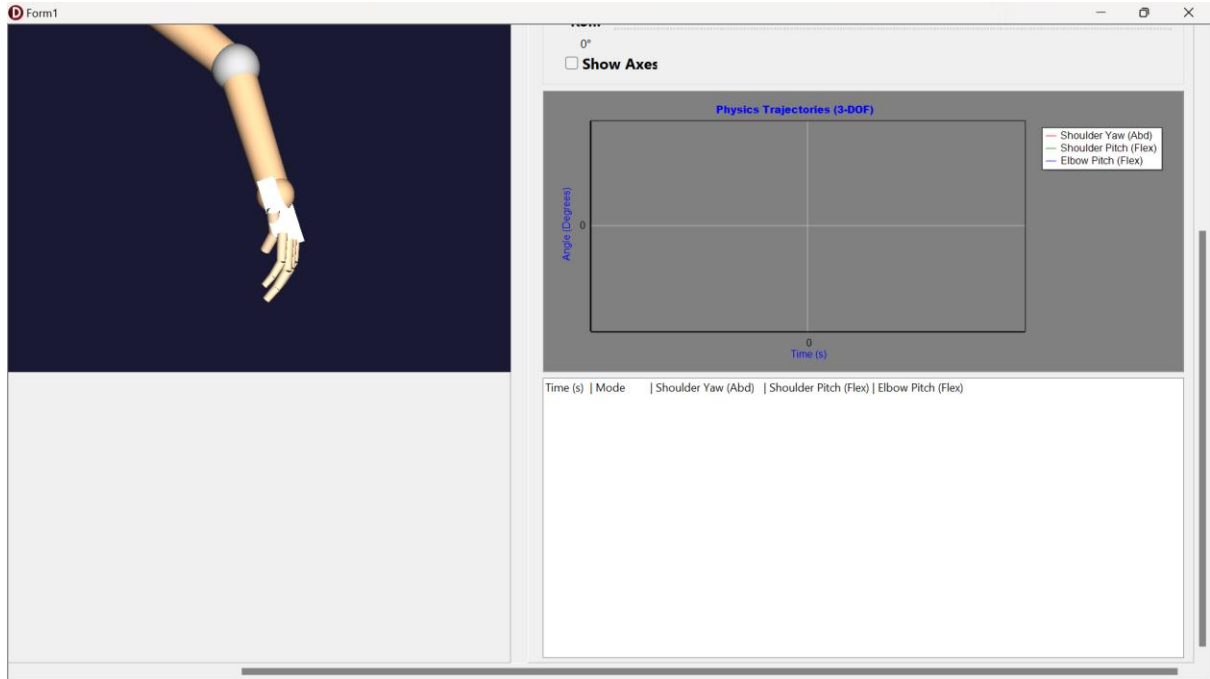 Form1
0°
Show Axes
Physics Trajectories (3-DOF)
Shoulder Yaw (Abd)
Shoulder Pitch (Flex)
Elbow Pitch (Flex)
Angle (Degrees)
0
0
Time (s)
Time (s) | Mode | Shoulder Yaw (Abd) | Shoulder Pitch (Flex) | Elbow Pitch (Flex)